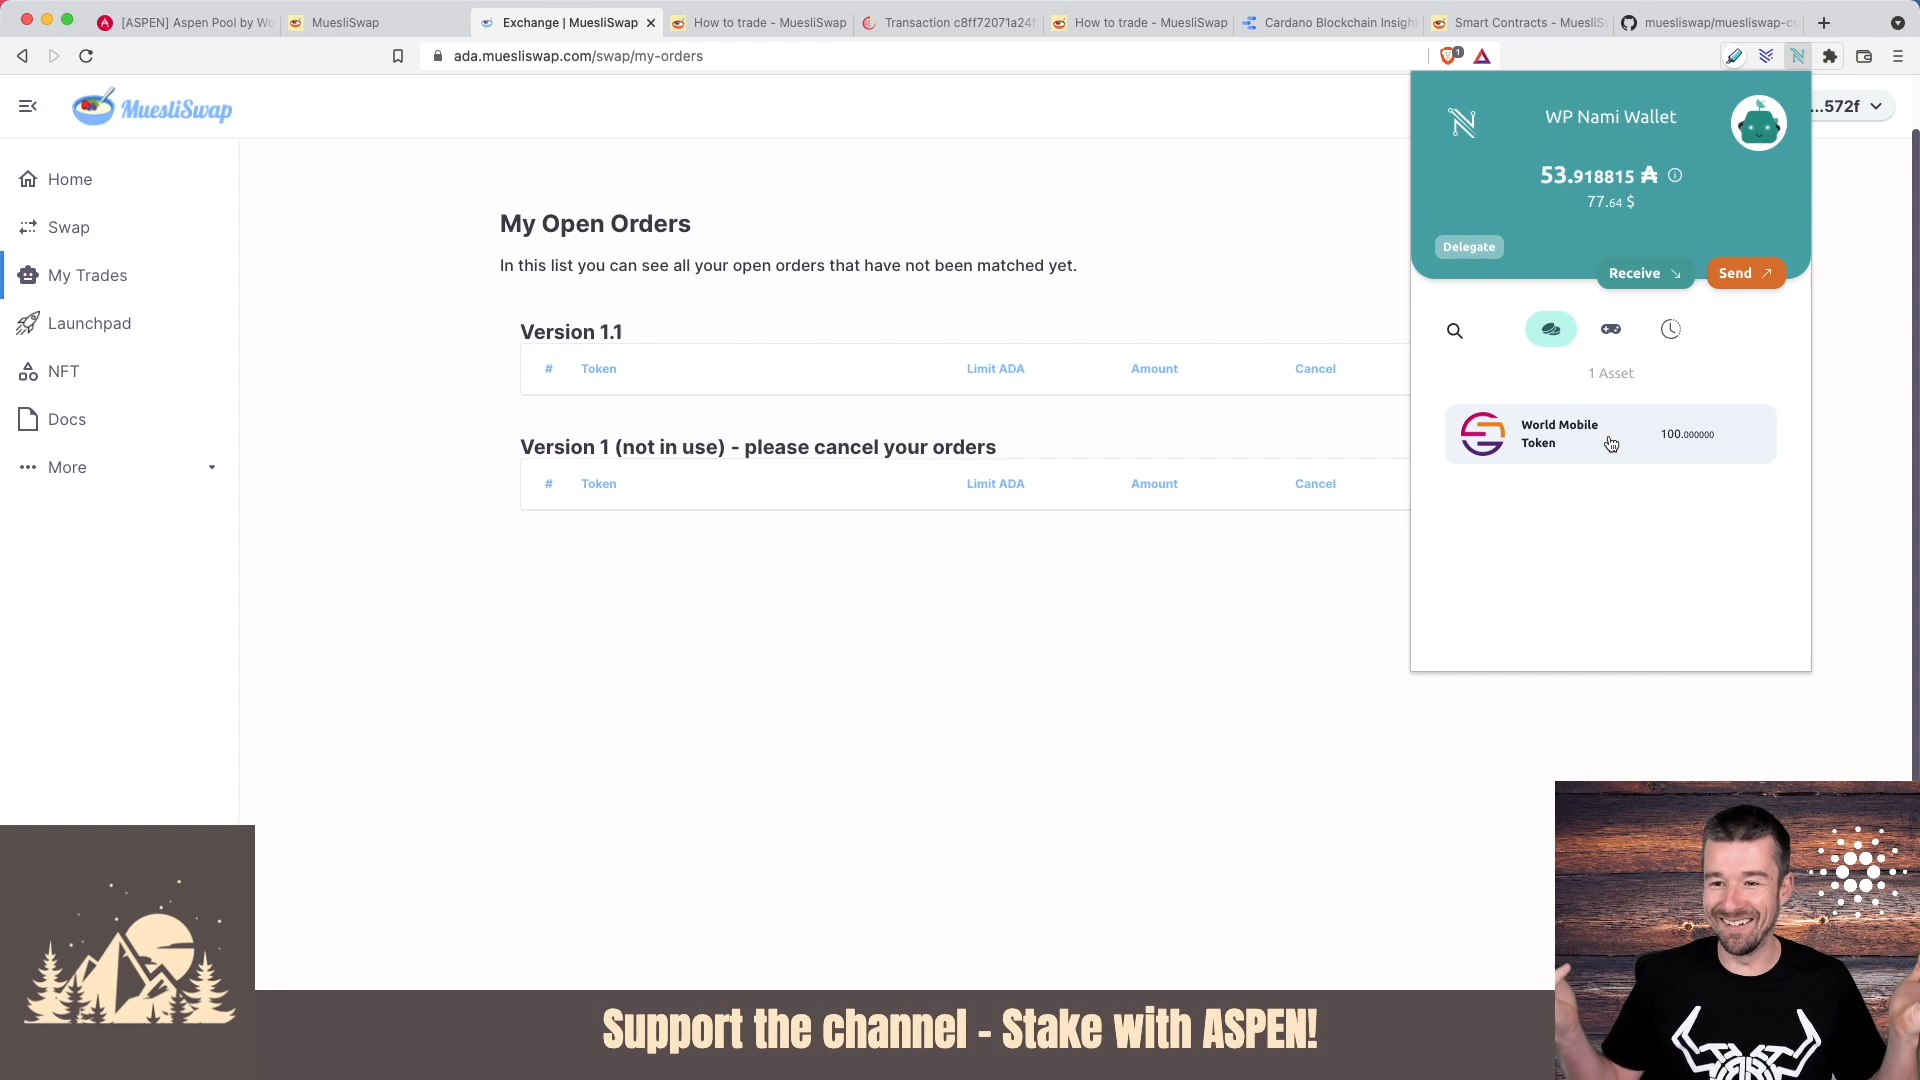 [ASPEN] Aspen Pool by Wo
MuesliSwap
Exchange | MuesliSwap
How to trade - MuesliSwap
Transaction c8ff72071a24f
How to trade - MuesliSwap
Cardano Blockchain Insight
Smart Contracts - MuesliS
muesliswap/muesliswap-cc
ada.muesliswap.com/swap/my-orders
1
MuesliSwap
...572f
Home
Swap
My Trades
Launchpad
NFT
Docs
More
My Open Orders
In this list you can see all your open orders that have not been matched yet.
Version 1.1
# Token Limit ADA Amount Cancel
Version 1 (not in use) - please cancel your orders
# Token Limit ADA Amount Cancel
WP Nami Wallet
53.918815 ₳
77.64 $
Delegate
Receive
Send
1 Asset
World Mobile
Token
100.000000
Support the channel - Stake with ASPEN!